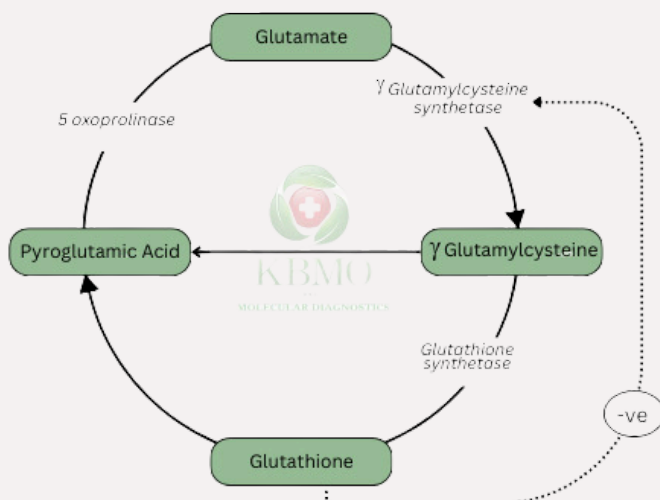 Glutamate
γ Glutamylcysteine
synthetase
5 oxoprolinase
Pyroglutamic Acid
γ Glutamylcysteine
KBMO
MOLECULAR DIAGNOSTICS
Glutathione
synthetase
-ve
Glutathione